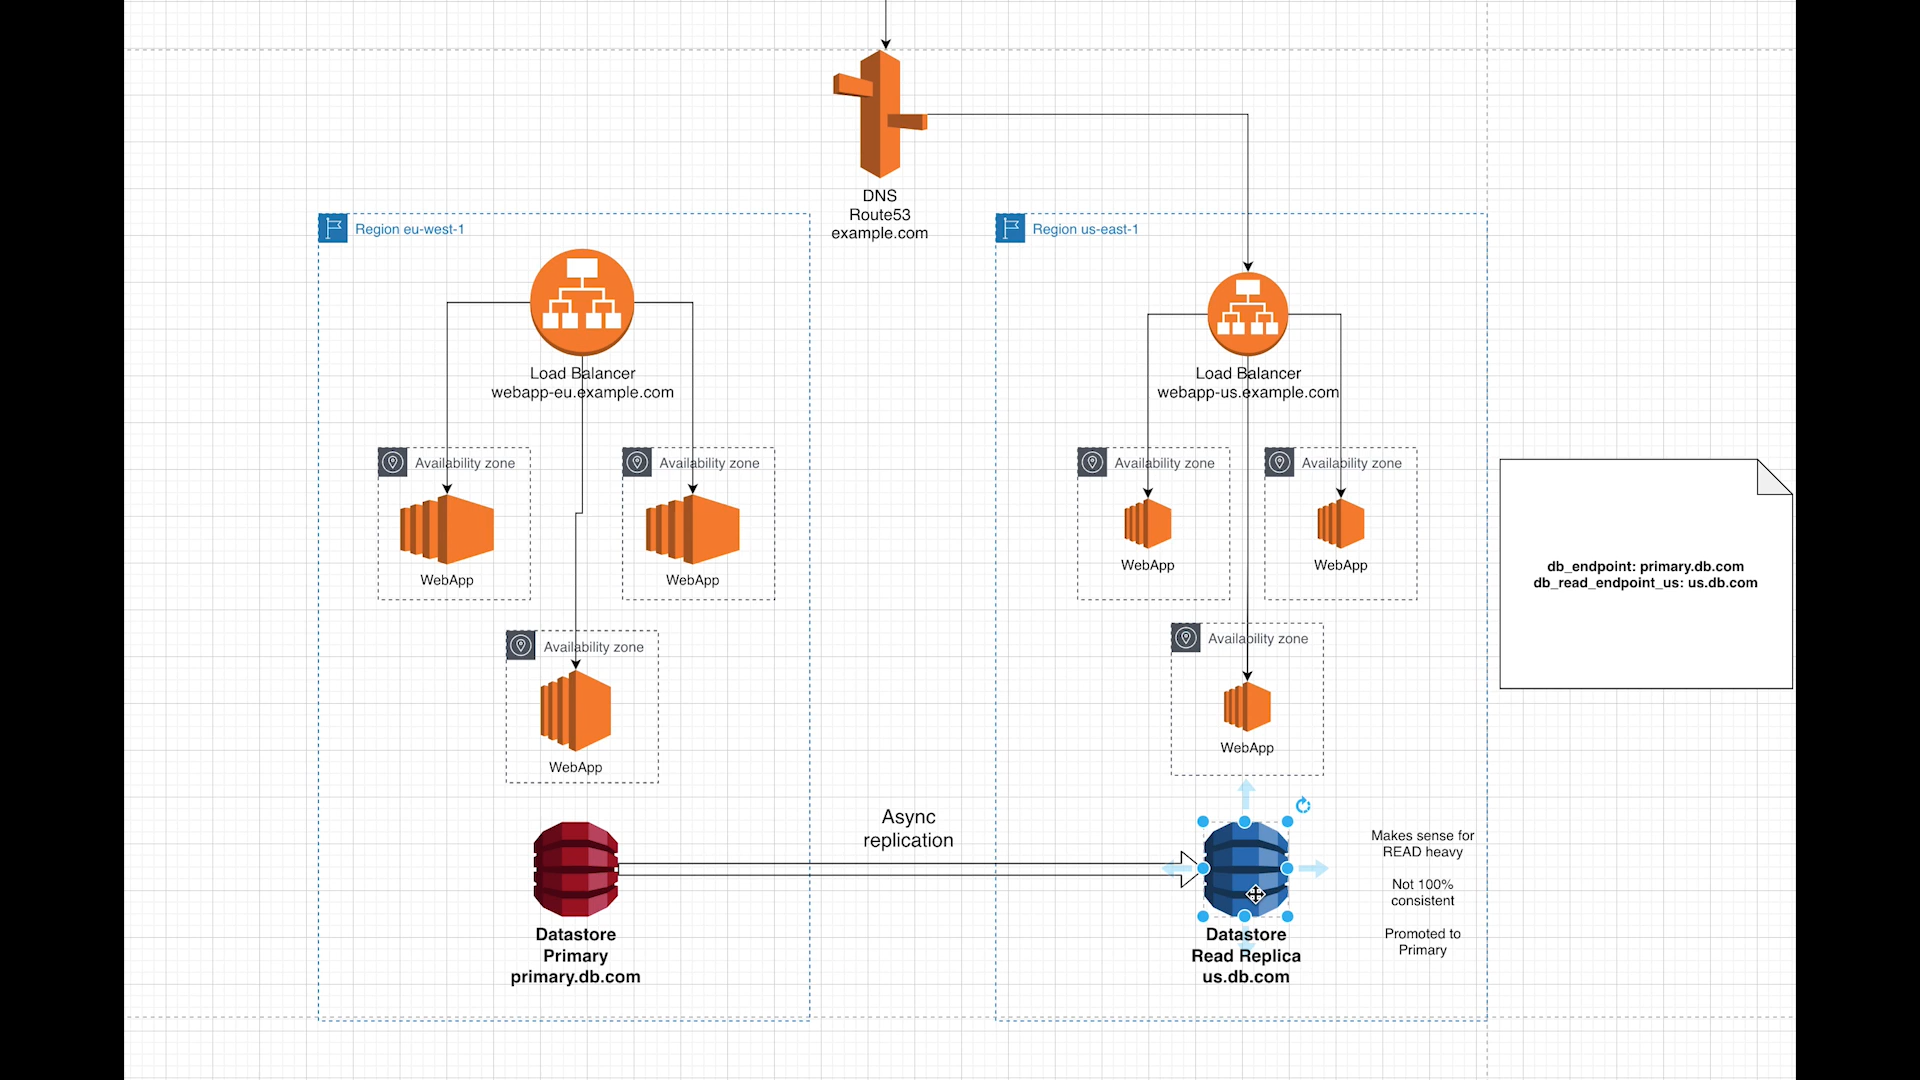 DNS
Route53
example.com
Region eu-west-1
Load Balancer
webapp-eu.example.com
Availability zone
WebApp
Availability zone
WebApp
Availability zone
WebApp
Datastore
Primary
primary.db.com
Async
replication
Region us-east-1
Load Balancer
webapp-us.example.com
Availability zone
WebApp
Availability zone
WebApp
Availability zone
WebApp
Datastore
Read Replica
us.db.com
Makes sense for
READ heavy
Not 100%
consistent
Promoted to
Primary
db_endpoint: primary.db.com
db_read_endpoint_us: us.db.com